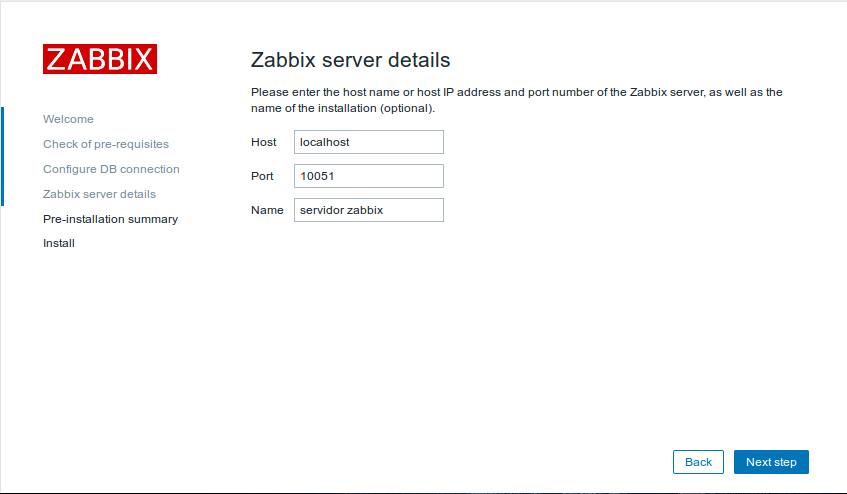 ZABBIX
Welcome
Check of pre-requisites
Configure DB connection
Zabbix server details
Pre-installation summary
Install
Zabbix server details
Please enter the host name or host IP address and port number of the Zabbix server, as well as the
name of the installation (optional).
Host localhost
Port 10051
Name servidor zabbix
Back Next step